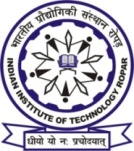 भारतीय प्रौद्योगिकी संस्थान रोपड़
INDIAN INSTITUTE OF TECHNOLOGY ROPAR
धियो यो नः प्रचोदयात्